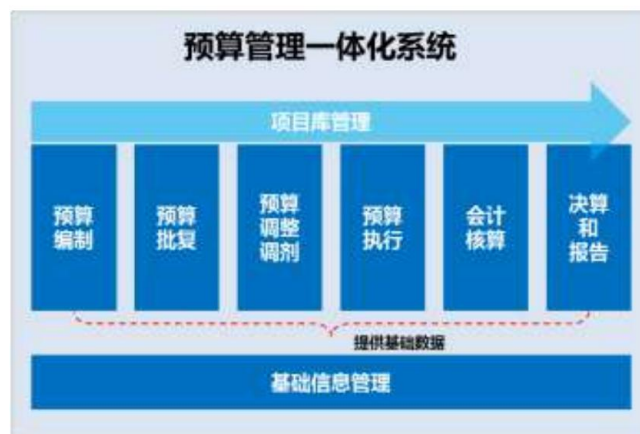 预算管理一体化系统
项目库管理
预算
编制
预算
批复
预算
调整
调剂
预算
执行
会计
核算
决算
和
报告
提供基础数据
基础信息管理